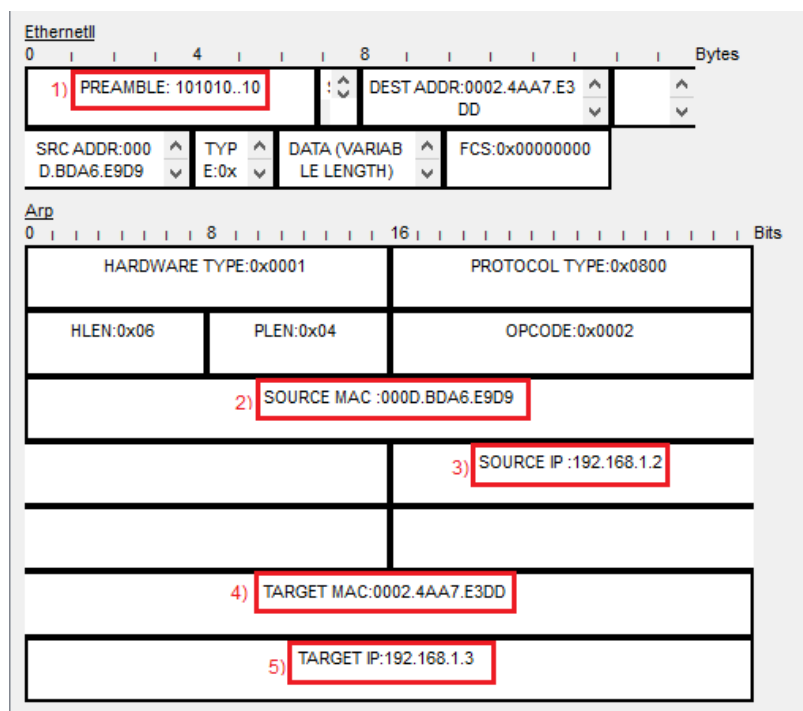 EthernetII
0 4 8 Bytes
1) PREAMBLE: 101010..10
DEST ADDR:0002.4AA7.E3
DD
SRC ADDR:000
D.BDA6.E9D9
TYP
E:0x
DATA (VARIAB
LE LENGTH)
FCS:0x00000000
Arp
0 8 16 Bits
HARDWARE TYPE:0x0001
PROTOCOL TYPE:0x0800
HLEN:0x06
PLEN:0x04
OPCODE:0x0002
2) SOURCE MAC :000D.BDA6.E9D9
3) SOURCE IP :192.168.1.2
4) TARGET MAC:0002.4AA7.E3DD
5) TARGET IP:192.168.1.3